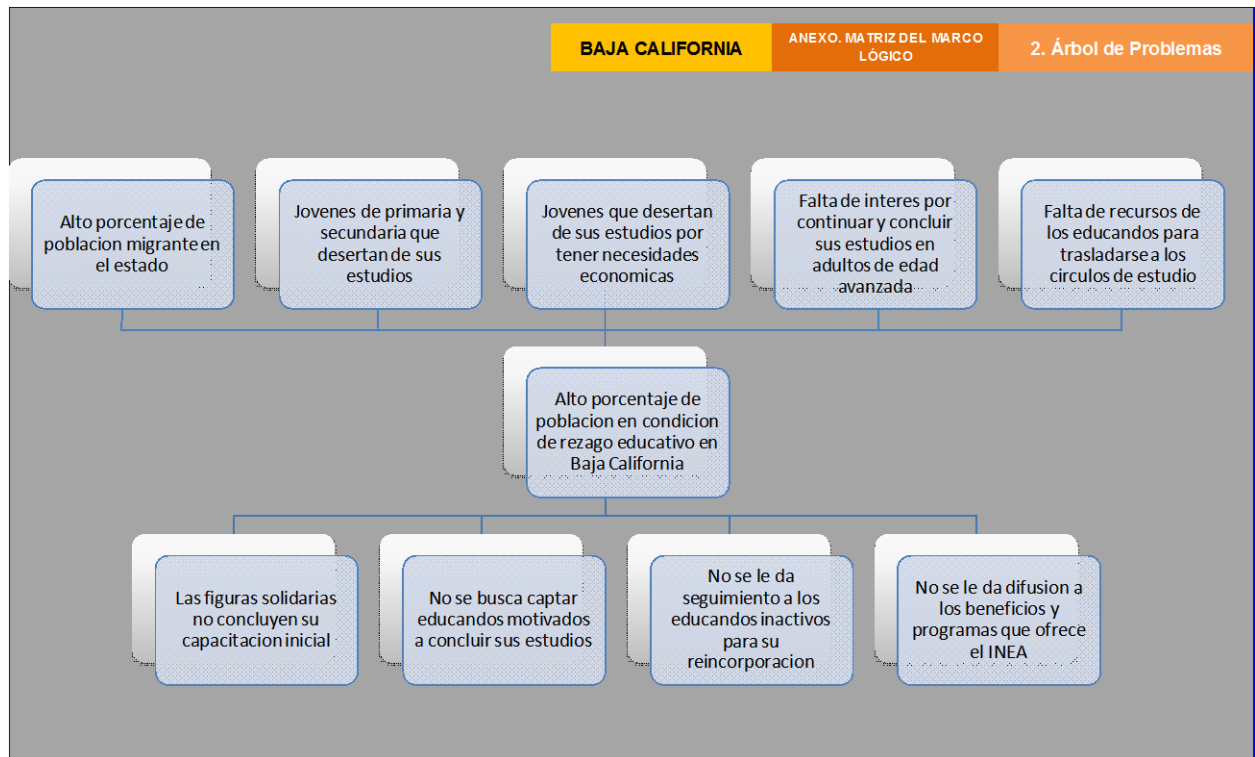 BAJA CALIFORNIA
ANEXO. MATRIZ DEL MARCO
LÓGICO
2. Árbol de Problemas
Alto porcentaje de
poblacion migrante en
el estado
Jovenes de primaria y
secundaria que
desertan de sus
estudios
Jovenes que desertan
de sus estudios por
tener necesidades
economicas
Falta de interes por
continuar y concluir
sus estudios en
adultos de edad
avanzada
Falta de recursos de
los educandos para
trasladarse a los
circulos de estudio
Alto porcentaje de
poblacion en condicion
de rezago educativo en
Baja California
Las figuras solidarias
no concluyen su
capacitacion inicial
No se busca captar
educandos motivados
a concluir sus estudios
No se le da
seguimiento a los
educandos inactivos
para su
reincorporacion
No se le da difusion a
los beneficios y
programas que ofrece
el INEA